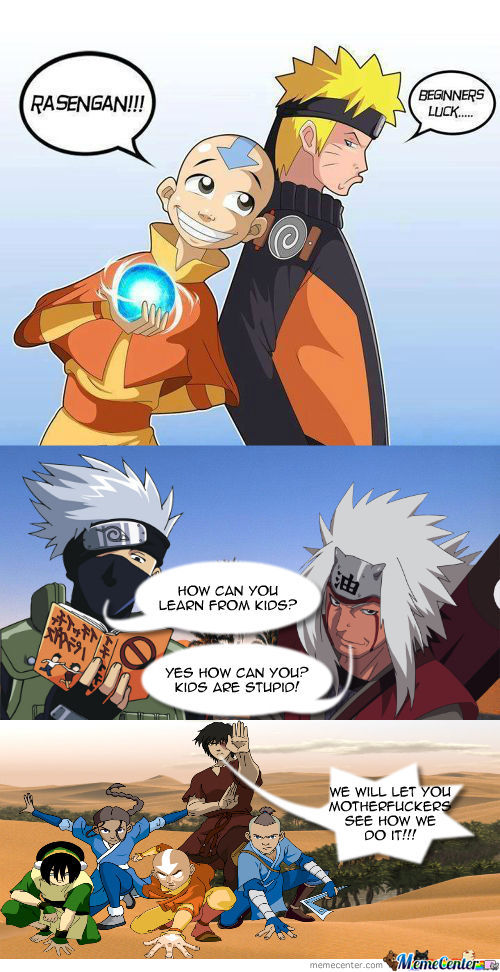 RASENGAN!!!
BEGINNERS
LUCK.....
HOW CAN YOU
LEARN FROM KIDS?
油
YES HOW CAN YOU?
KIDS ARE STUPID!
WE WILL LET YOU
MOTHERFUCKERS
SEE HOW WE
DO IT!!!
memecenter.com MemeCenter